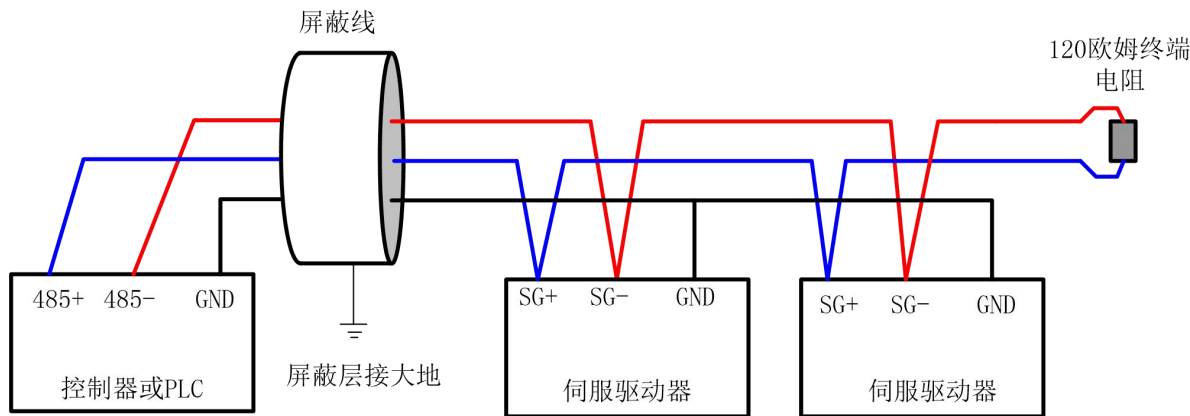 屏蔽线
120欧姆终端
电阻
485+ 485- GND
SG+ SG- GND
SG+ SG- GND
屏蔽层接大地
控制器或PLC
伺服驱动器
伺服驱动器